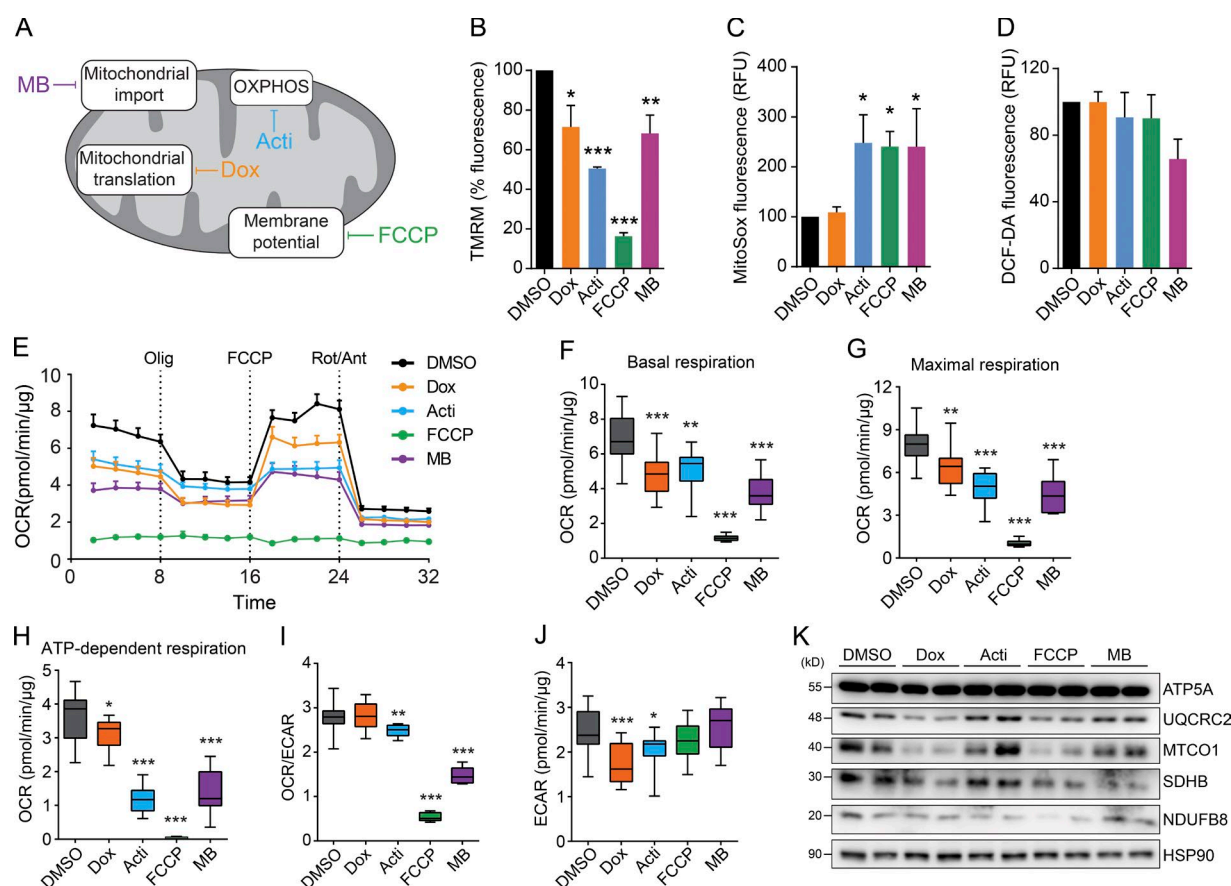 A
MB
Mitochondrial
import
OXPHOS
Acti
Mitochondrial
translation
Dox
Membrane
potential
FCCP
B
TMRM (% fluorescence)
100
80
60
40
20
0
*
***
***
**
DMSO
Dox
Acti
FCCP
MB
C
MitoSox fluorescence (RFU)
400
300
200
100
0
*
*
*
DMSO
Dox
Acti
FCCP
MB
D
DCF-DA fluorescence (RFU)
120
80
40
0
DMSO
Dox
Acti
FCCP
MB
E
Olig
FCCP
Rot/Ant
OCR(pmol/min/µg)
10
8
6
4
2
0
0
8
16
24
32
Time
DMSO
Dox
Acti
FCCP
MB
F
Basal respiration
OCR (pmol/min/µg)
10
8
6
4
2
0
***
**
***
***
DMSO
Dox
Acti
FCCP
MB
G
Maximal respiration
OCR (pmol/min/µg)
12
9
6
3
0
**
***
***
***
DMSO
Dox
Acti
FCCP
MB
H
ATP-dependent respiration
OCR (pmol/min/µg)
5
4
3
2
1
0
*
***
***
***
DMSO
Dox
Acti
FCCP
MB
I
OCR/ECAR
4
3
2
1
0
**
***
***
DMSO
Dox
Acti
FCCP
MB
J
ECAR (pmol/min/µg)
4
3
2
1
0
***
*
DMSO
Dox
Acti
FCCP
MB
K
(kD)
DMSO
Dox
Acti
FCCP
MB
55
ATP5A
48
UQCRC2
40
MTCO1
30
SDHB
20
NDUFB8
90
HSP90